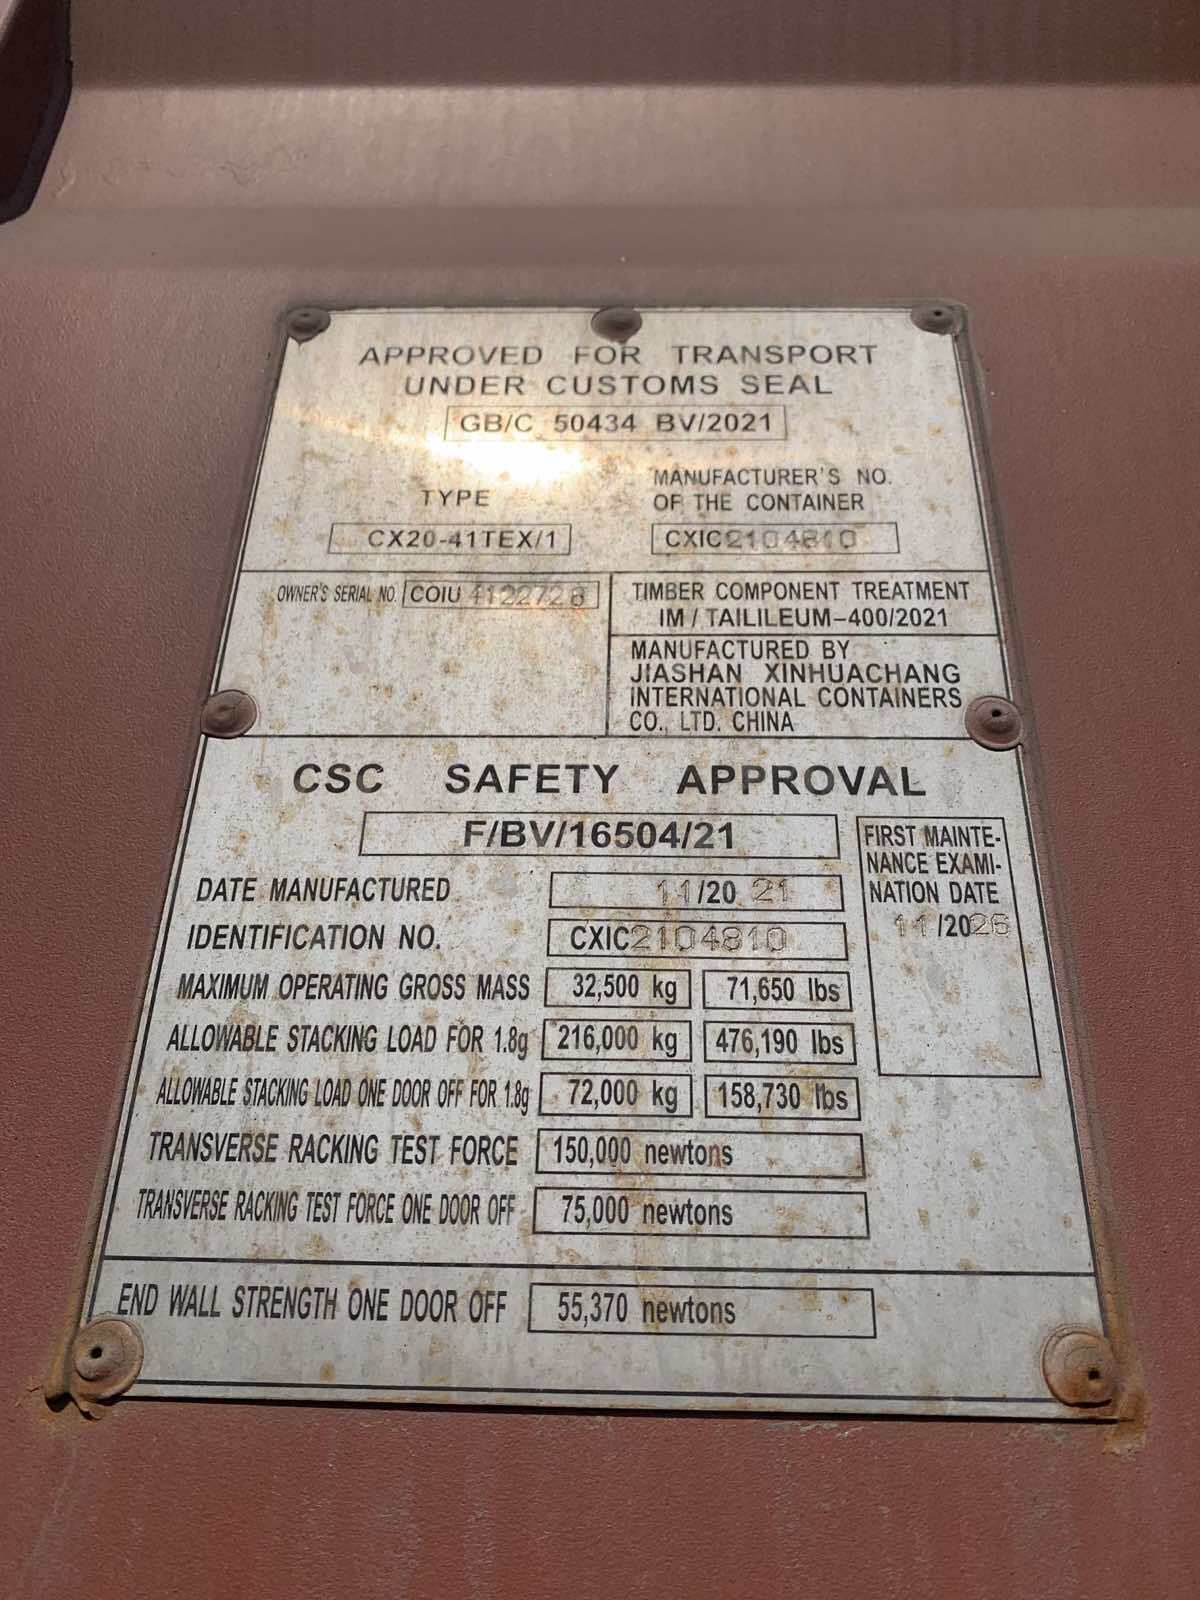 APPROVED FOR TRANSPORT
UNDER CUSTOMS SEAL
GB/C 50434 BV/2021
TYPE
CX20-41TEX/1
MANUFACTURER'S NO.
OF THE CONTAINER
CXIC2104810
OWNER'S SERIAL NO. COIU 4122728
TIMBER COMPONENT TREATMENT
IM / TAILILEUM-400/2021
MANUFACTURED BY
JIASHAN XINHUACHANG
INTERNATIONAL CONTAINERS
CO., LTD. CHINA
CSC SAFETY APPROVAL
F/BV/16504/21
DATE MANUFACTURED 11/20 21
IDENTIFICATION NO. CXIC2104810
MAXIMUM OPERATING GROSS MASS 32,500 kg 71,650 lbs
ALLOWABLE STACKING LOAD FOR 1.8g 216,000 kg 476,190 lbs
ALLOWABLE STACKING LOAD ONE DOOR OFF FOR 1.8g 72,000 kg 158,730 lbs
TRANSVERSE RACKING TEST FORCE 150,000 newtons
TRANSVERSE RACKING TEST FORCE ONE DOOR OFF 75,000 newtons
FIRST MAINTE-
NANCE EXAMI-
NATION DATE
11 /2026
END WALL STRENGTH ONE DOOR OFF 55,370 newtons